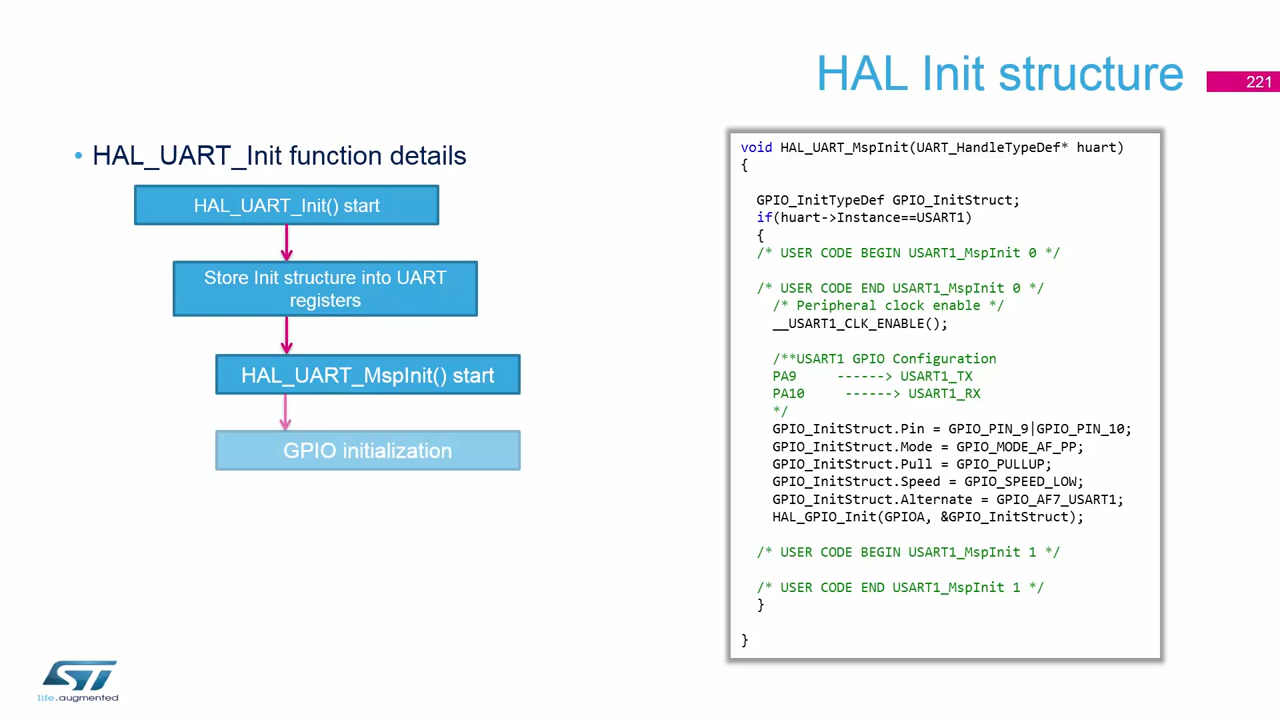 HAL Init structure
221
• HAL_UART_Init function details
HAL_UART_Init() start
Store Init structure into UART
registers
HAL_UART_MspInit() start
GPIO initialization
void HAL_UART_MspInit(UART_HandleTypeDef* huart)
{
GPIO_InitTypeDef GPIO_InitStruct;
if(huart->Instance==USART1)
{
/* USER CODE BEGIN USART1_MspInit 0 */
/* USER CODE END USART1_MspInit 0 */
/* Peripheral clock enable */
__USART1_CLK_ENABLE();
/**USART1 GPIO Configuration
PA9     ------> USART1_TX
PA10     ------> USART1_RX
*/
GPIO_InitStruct.Pin = GPIO_PIN_9|GPIO_PIN_10;
GPIO_InitStruct.Mode = GPIO_MODE_AF_PP;
GPIO_InitStruct.Pull = GPIO_PULLUP;
GPIO_InitStruct.Speed = GPIO_SPEED_LOW;
GPIO_InitStruct.Alternate = GPIO_AF7_USART1;
HAL_GPIO_Init(GPIOA, &GPIO_InitStruct);
/* USER CODE BEGIN USART1_MspInit 1 */
/* USER CODE END USART1_MspInit 1 */
}
}
ST
life.augmented